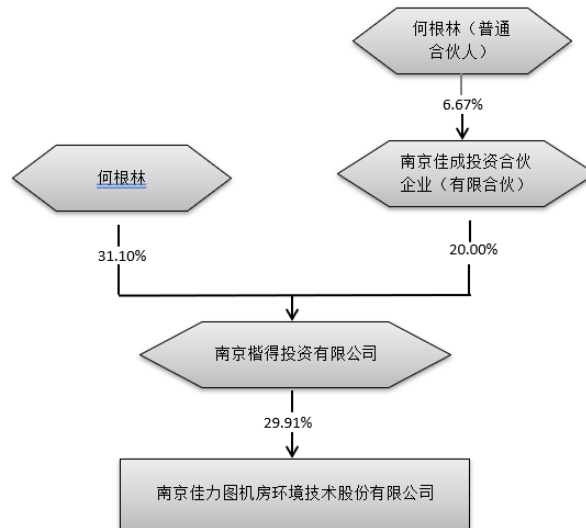 何根林（普通
合伙人）
6.67%
何根林
南京佳成投资合伙
企业（有限合伙）
31.10%
20.00%
南京楷得投资有限公司
29.91%
南京佳力图机房环境技术股份有限公司